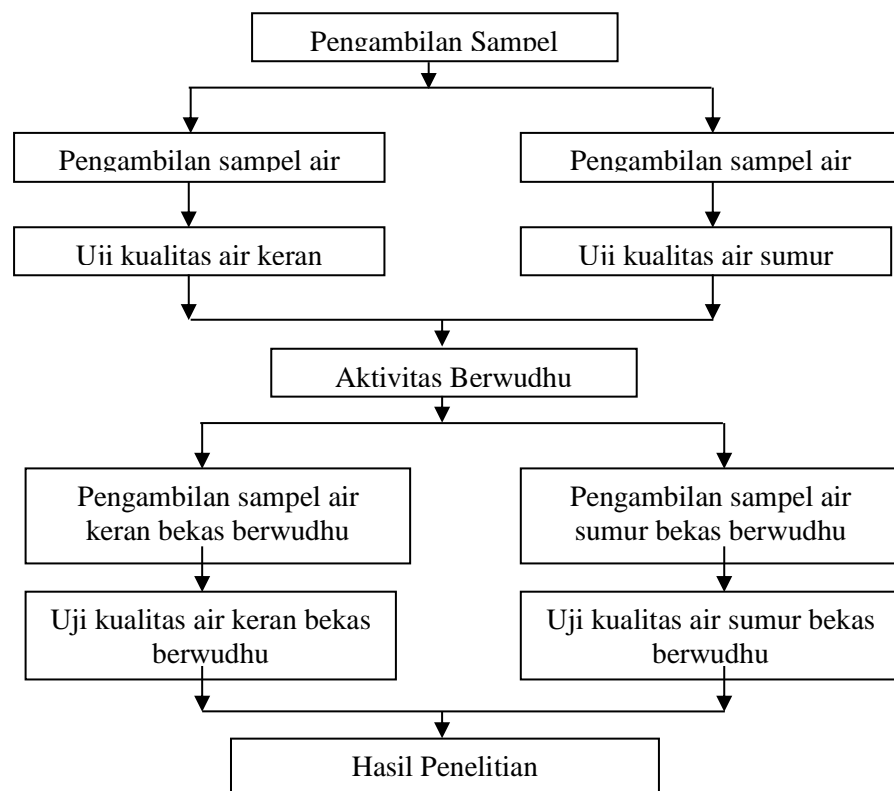 Pengambilan Sampel
Pengambilan sampel air
Pengambilan sampel air
Uji kualitas air keran
Uji kualitas air sumur
Aktivitas Berwudhu
Pengambilan sampel air
keran bekas berwudhu
Pengambilan sampel air
sumur bekas berwudhu
Uji kualitas air keran bekas
berwudhu
Uji kualitas air sumur bekas
berwudhu
Hasil Penelitian